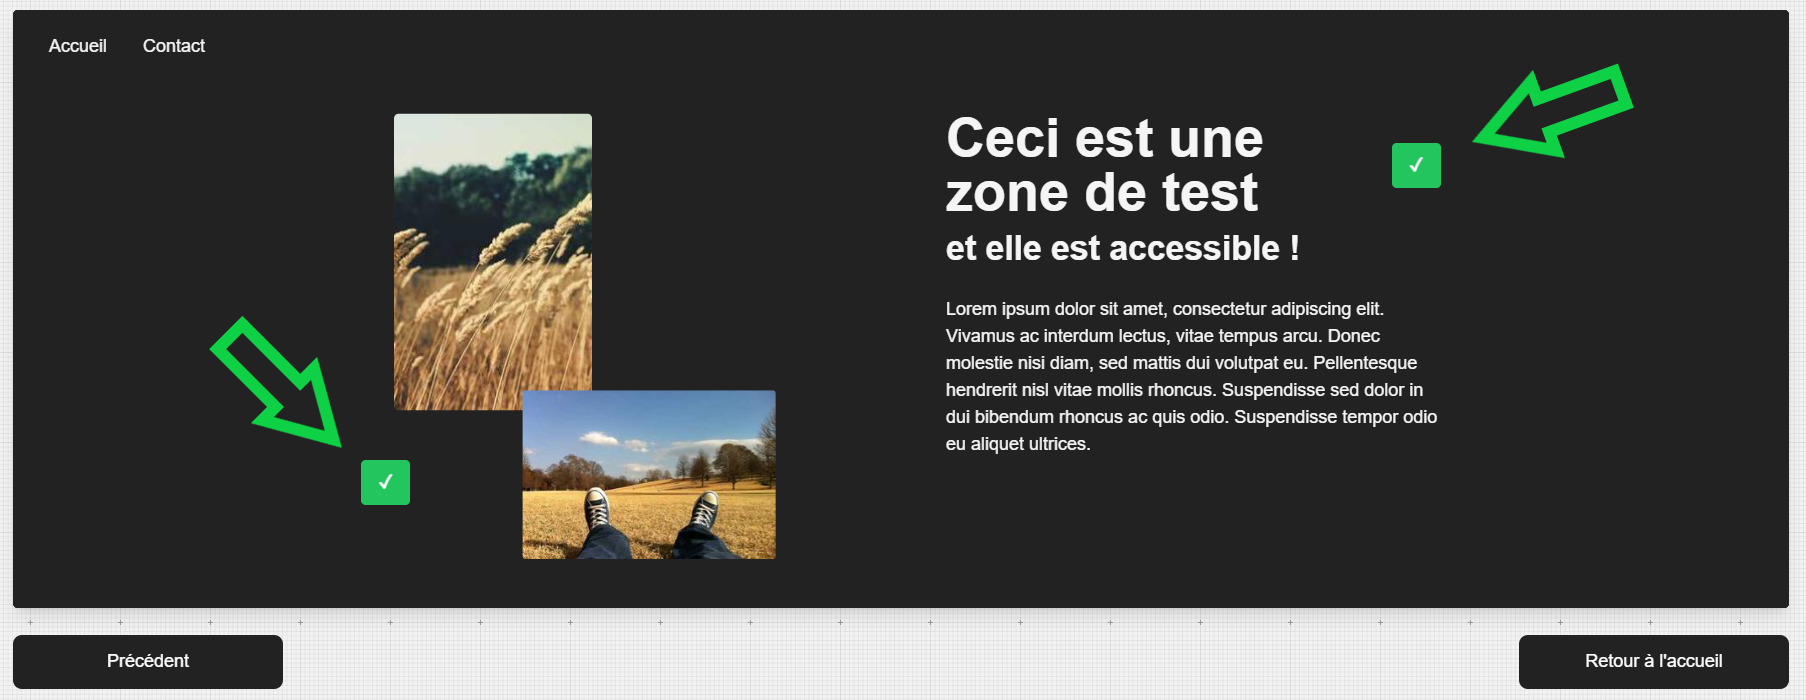 Accueil
Contact
Ceci est une
zone de test
et elle est accessible !
Lorem ipsum dolor sit amet, consectetur adipiscing elit.
Vivamus ac interdum lectus, vitae tempus arcu. Donec
molestie nisi diam, sed mattis dui volutpat eu. Pellentesque
hendrerit nisl vitae mollis rhoncus. Suspendisse sed dolor in
dui bibendum rhoncus ac quis odio. Suspendisse tempor odio
eu aliquet ultrices.
Précédent
Retour à l'accueil